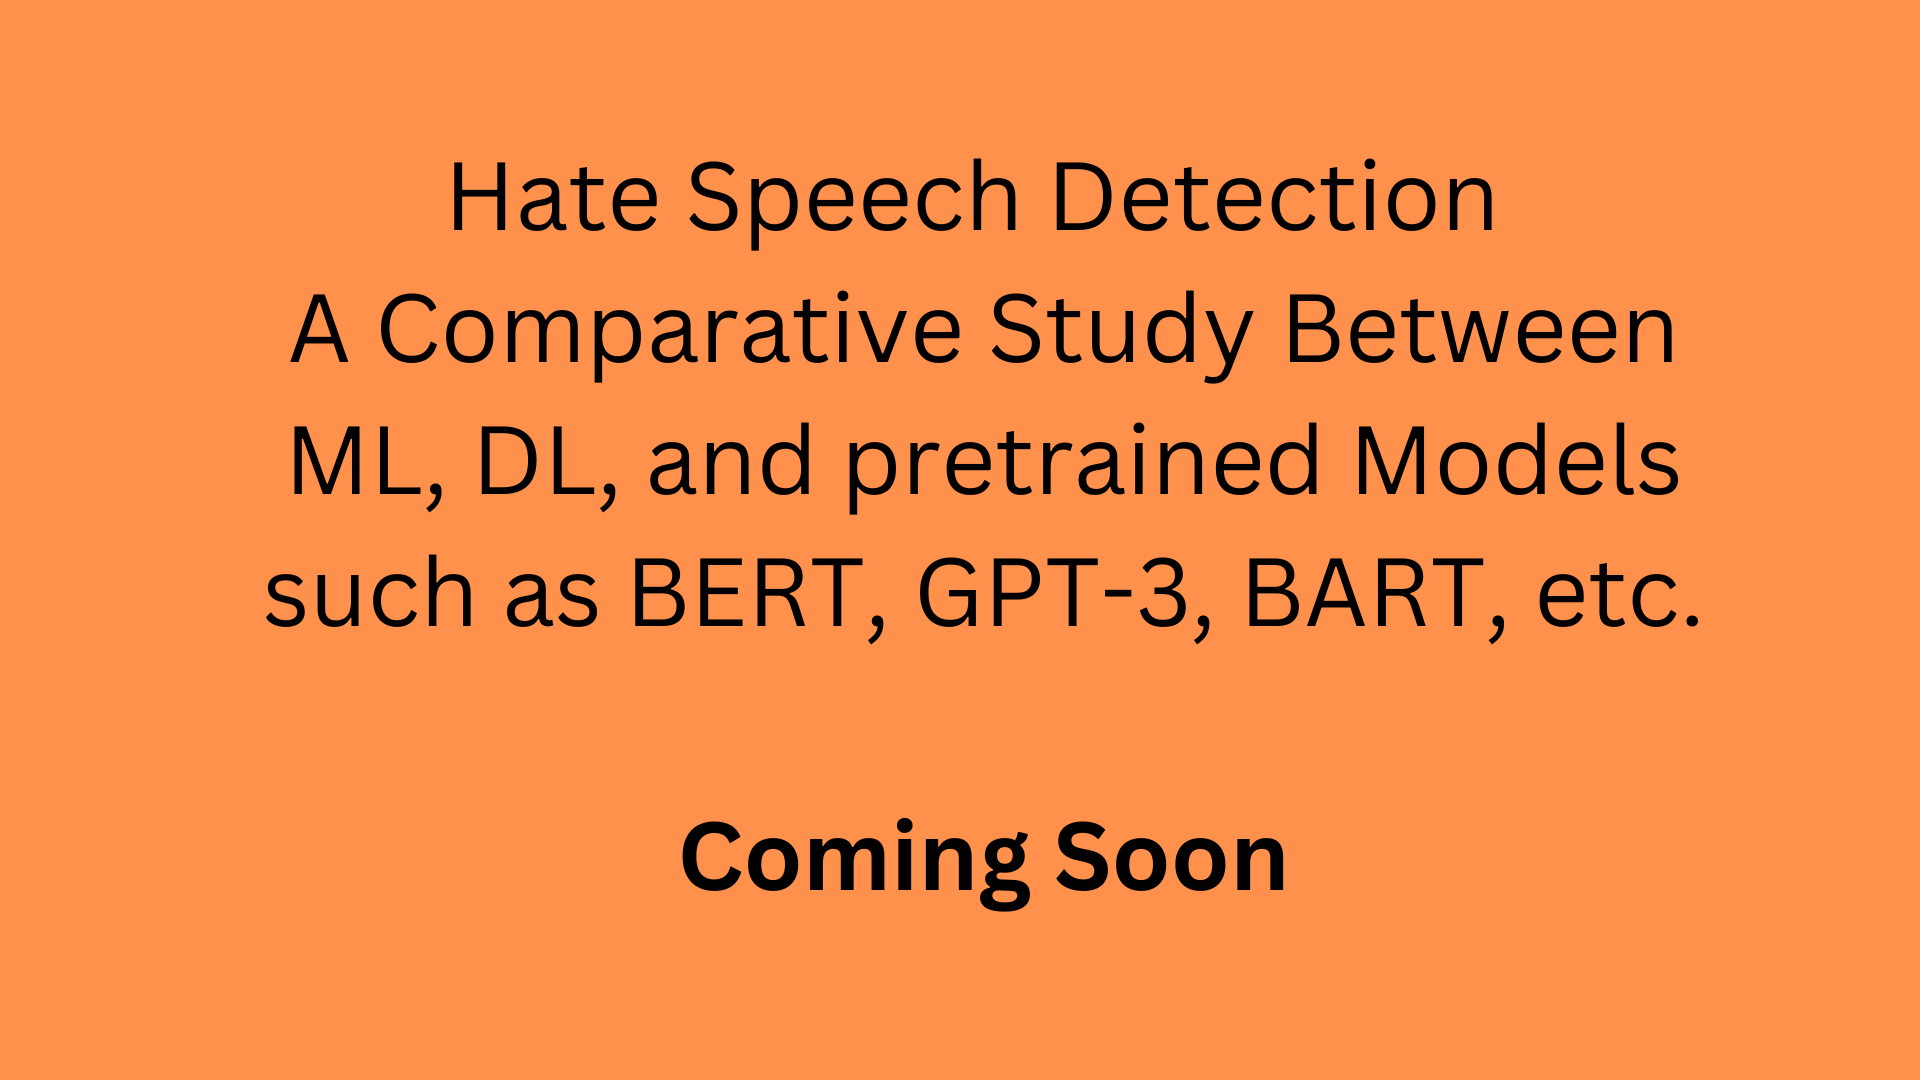 Hate Speech Detection
A Comparative Study Between
ML, DL, and pretrained Models
such as BERT, GPT-3, BART, etc.
Coming Soon